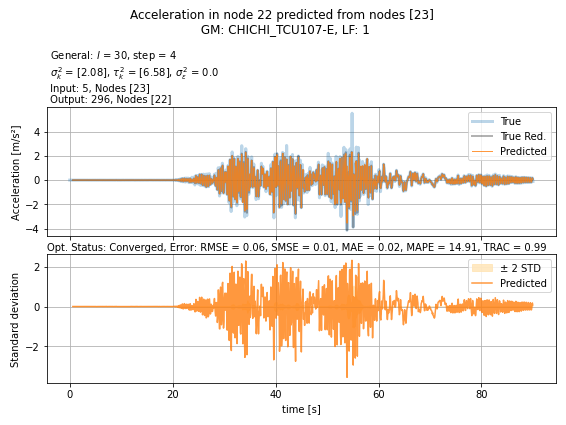 Acceleration in node 22 predicted from nodes [23]
GM: CHICHI_TCU107-E, LF: 1
General: l = 30, step = 4
σ²ₖ = [2.08], τ²ₖ = [6.58], σ²ε = 0.0
Input: 5, Nodes [23]
Output: 296, Nodes [22]
True
True Red.
Predicted
Acceleration [m/s²]
4
2
0
−2
−4
Opt. Status: Converged, Error: RMSE = 0.06, SMSE = 0.01, MAE = 0.02, MAPE = 14.91, TRAC = 0.99
± 2 STD
Predicted
Standard deviation
2
0
−2
0
20
40
60
80
time [s]